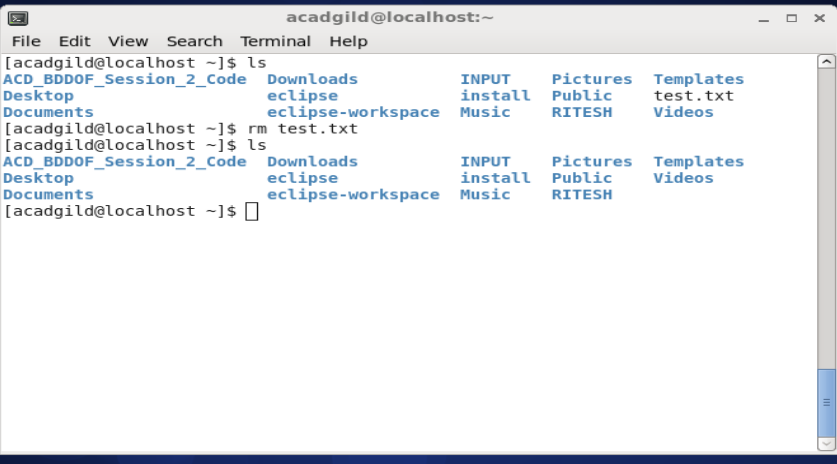 acadgild@localhost:~
File Edit View Search Terminal Help
[acadgild@localhost ~]$ ls
ACD_BDDOF_Session_2_Code Downloads INPUT Pictures Templates
Desktop eclipse install Public test.txt
Documents eclipse-workspace Music RITESH Videos
[acadgild@localhost ~]$ rm test.txt
[acadgild@localhost ~]$ ls
ACD_BDDOF_Session_2_Code Downloads INPUT Pictures Templates
Desktop eclipse install Public Videos
Documents eclipse-workspace Music RITESH
[acadgild@localhost ~]$